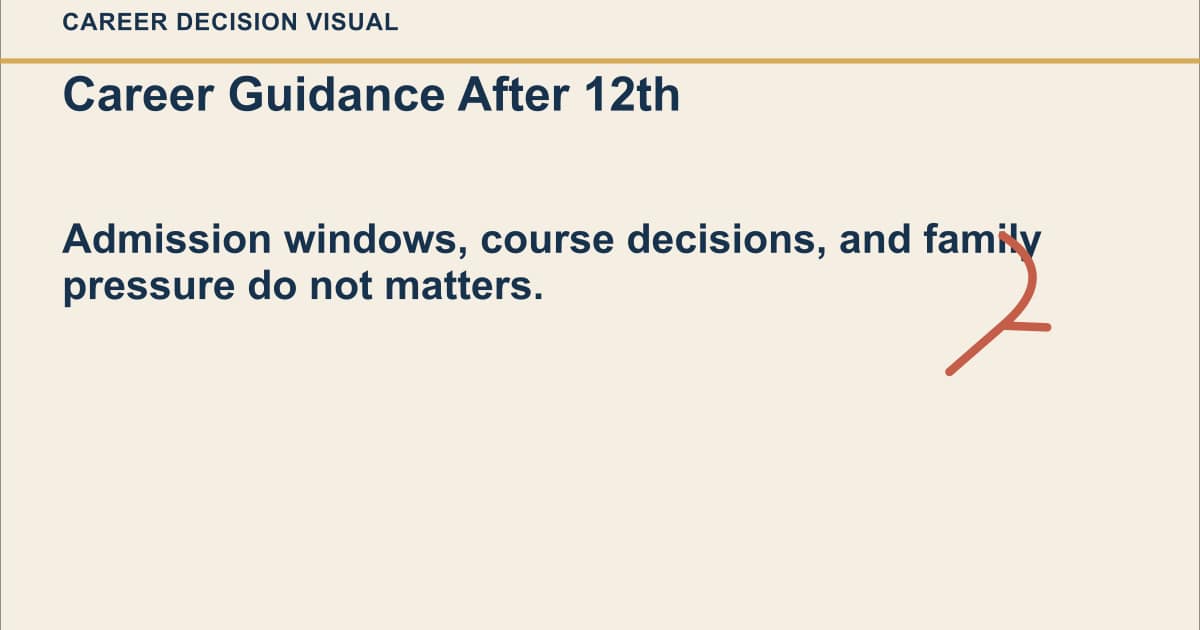 CAREER DECISION VISUAL
Career Guidance After 12th
Admission windows, course decisions, and family
pressure do not matters.